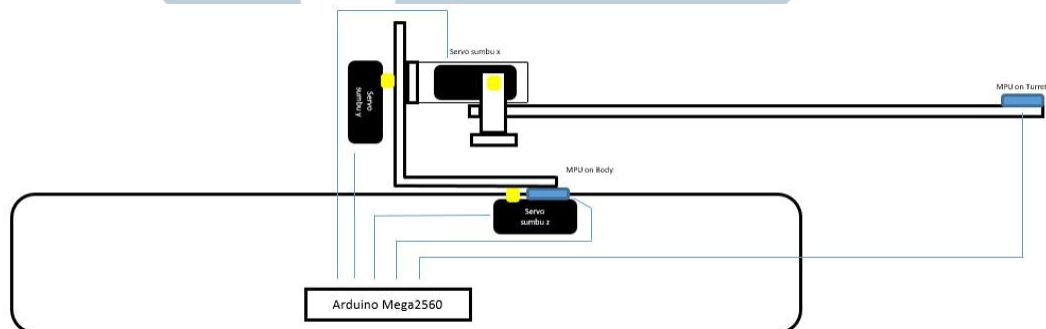 Servo sumbu x
Servo
sumbu y
MPU on Turret
MPU on Body
Servo
sumbu z
Arduino Mega2560